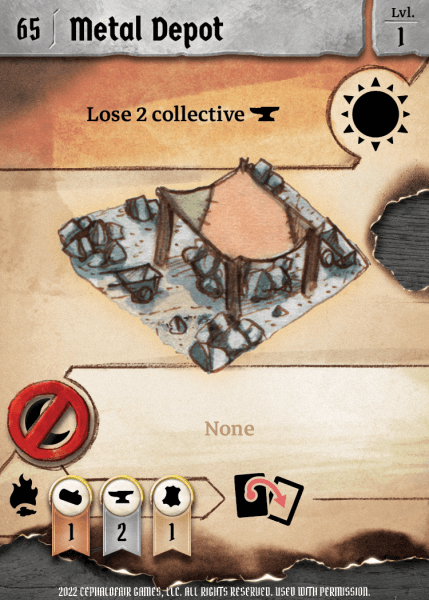 65 Metal Depot
Lvl.
1
Lose 2 collective
None
1 2 1
2022 CEPHALOFAIR GAMES, LLC. ALL RIGHTS RESERVED. USED WITH PERMISSION.